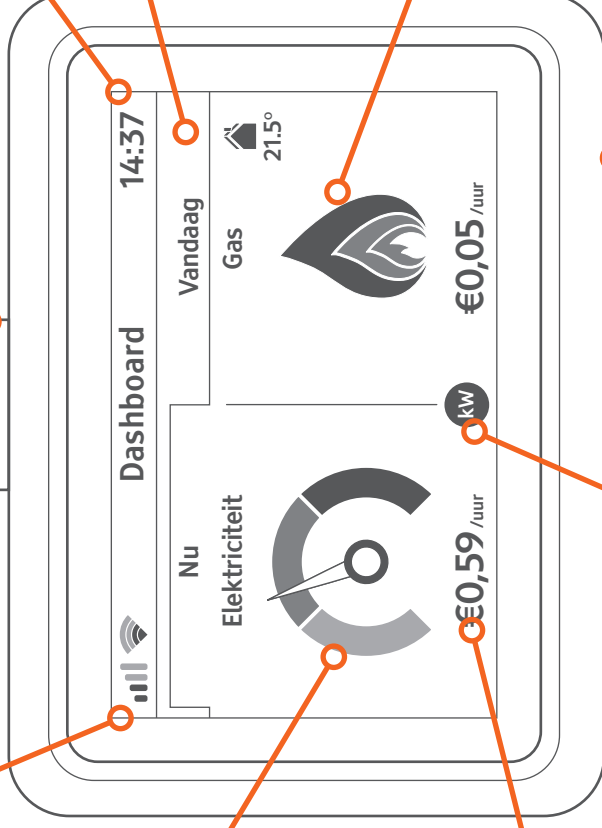 Dashboard 14:37
Nu Vandaag
Elektriciteit
Gas
21.5°
€0,59 /uur
kW
€0,05 /uur